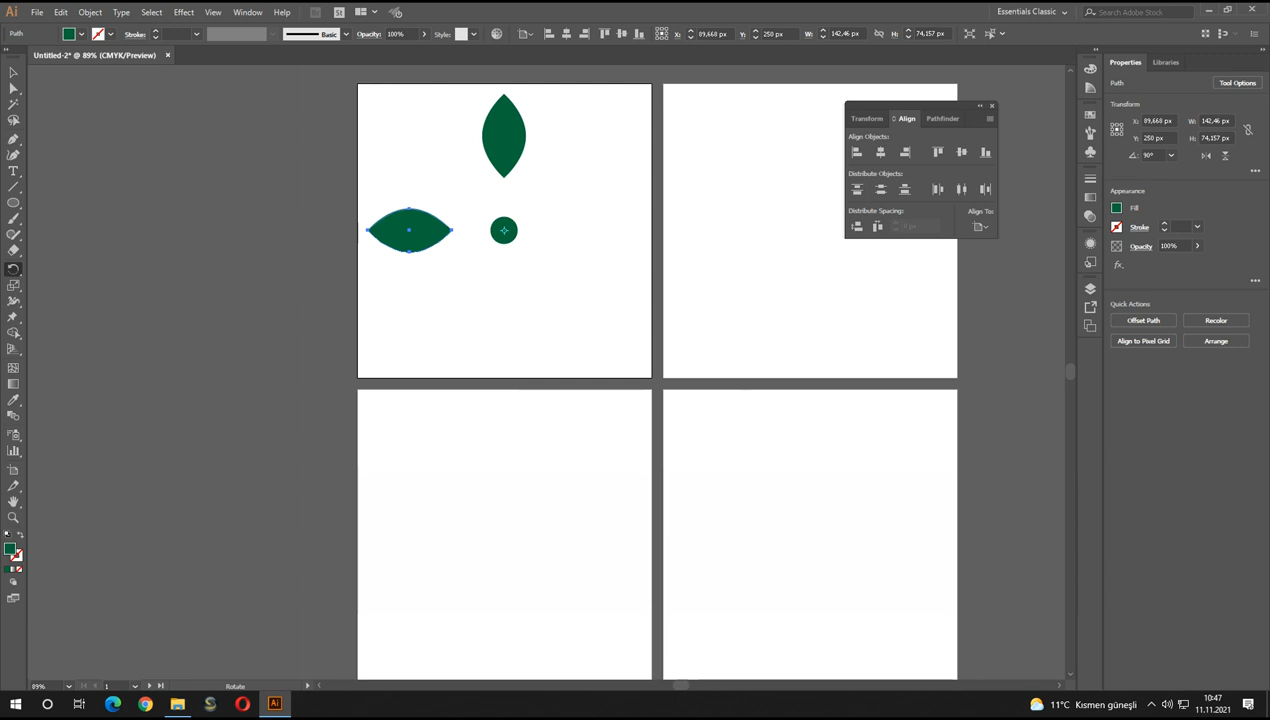 Ai File Edit Object Type Select Effect View Window Help Br St Essentials Classic Search Adobe Stock
Path Stroke: Basic Opacity: 100% Style: X: 89,668 px Y: 250 px W: 142,46 px H: 74,157 px
Untitled-2* @ 89% (CMYK/Preview) ×
Properties Libraries
Path Tool Options
Transform
X: 89,668 px W: 142,46 px
Y: 250 px H: 74,157 px
90°
Appearance
Fill
Stroke
Opacity 100%
fx.
Quick Actions
Offset Path Recolor
Align to Pixel Grid Arrange
Transform Align Pathfinder
Align Objects:
Distribute Objects:
Distribute Spacing: Align To:
89% 1 Rotate
Ai 11°C Kısmen güneşli 10:47
11.11.2021